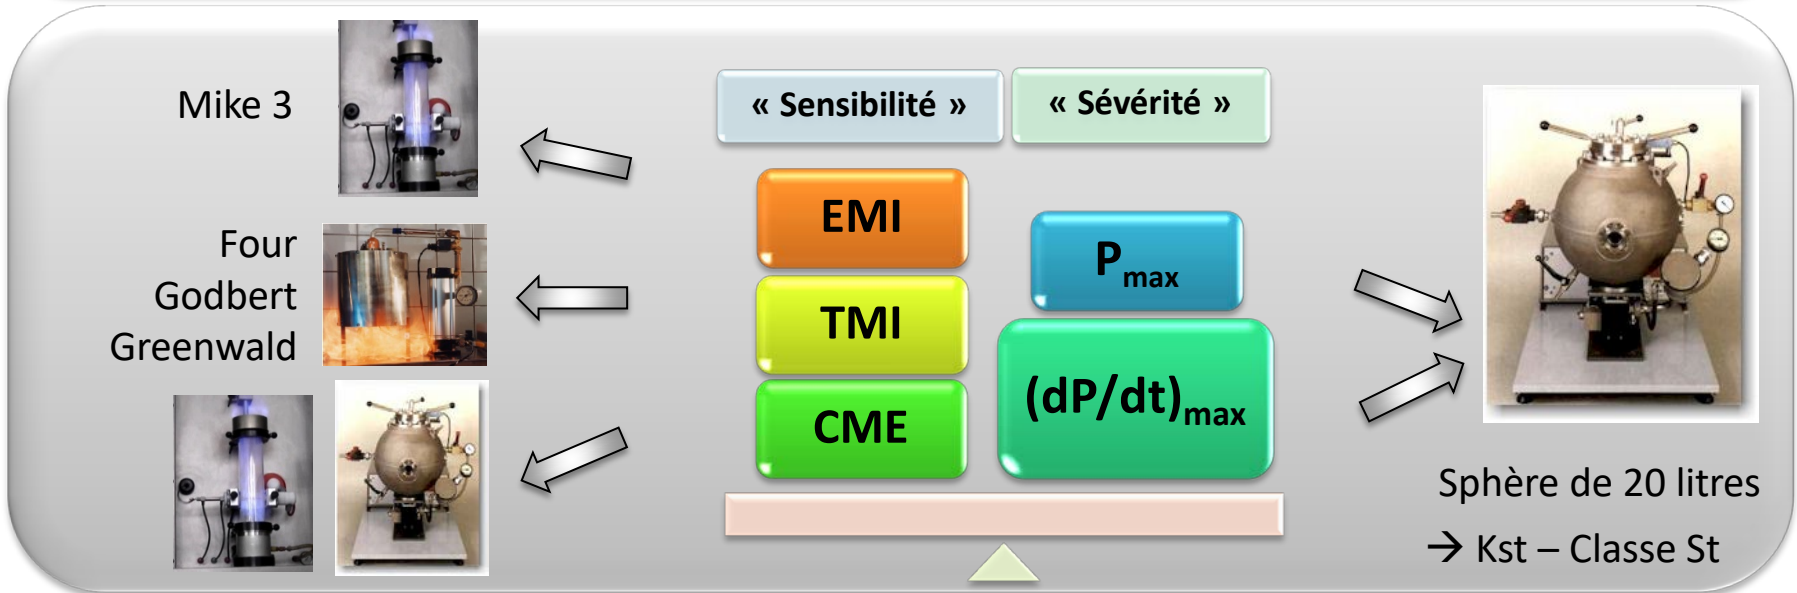 Mike 3
Four
Godbert
Greenwald
« Sensibilité »
« Sévérité »
EMI
TMI
CME
Pmax
(dP/dt)max
Sphère de 20 litres
→ Kst – Classe St